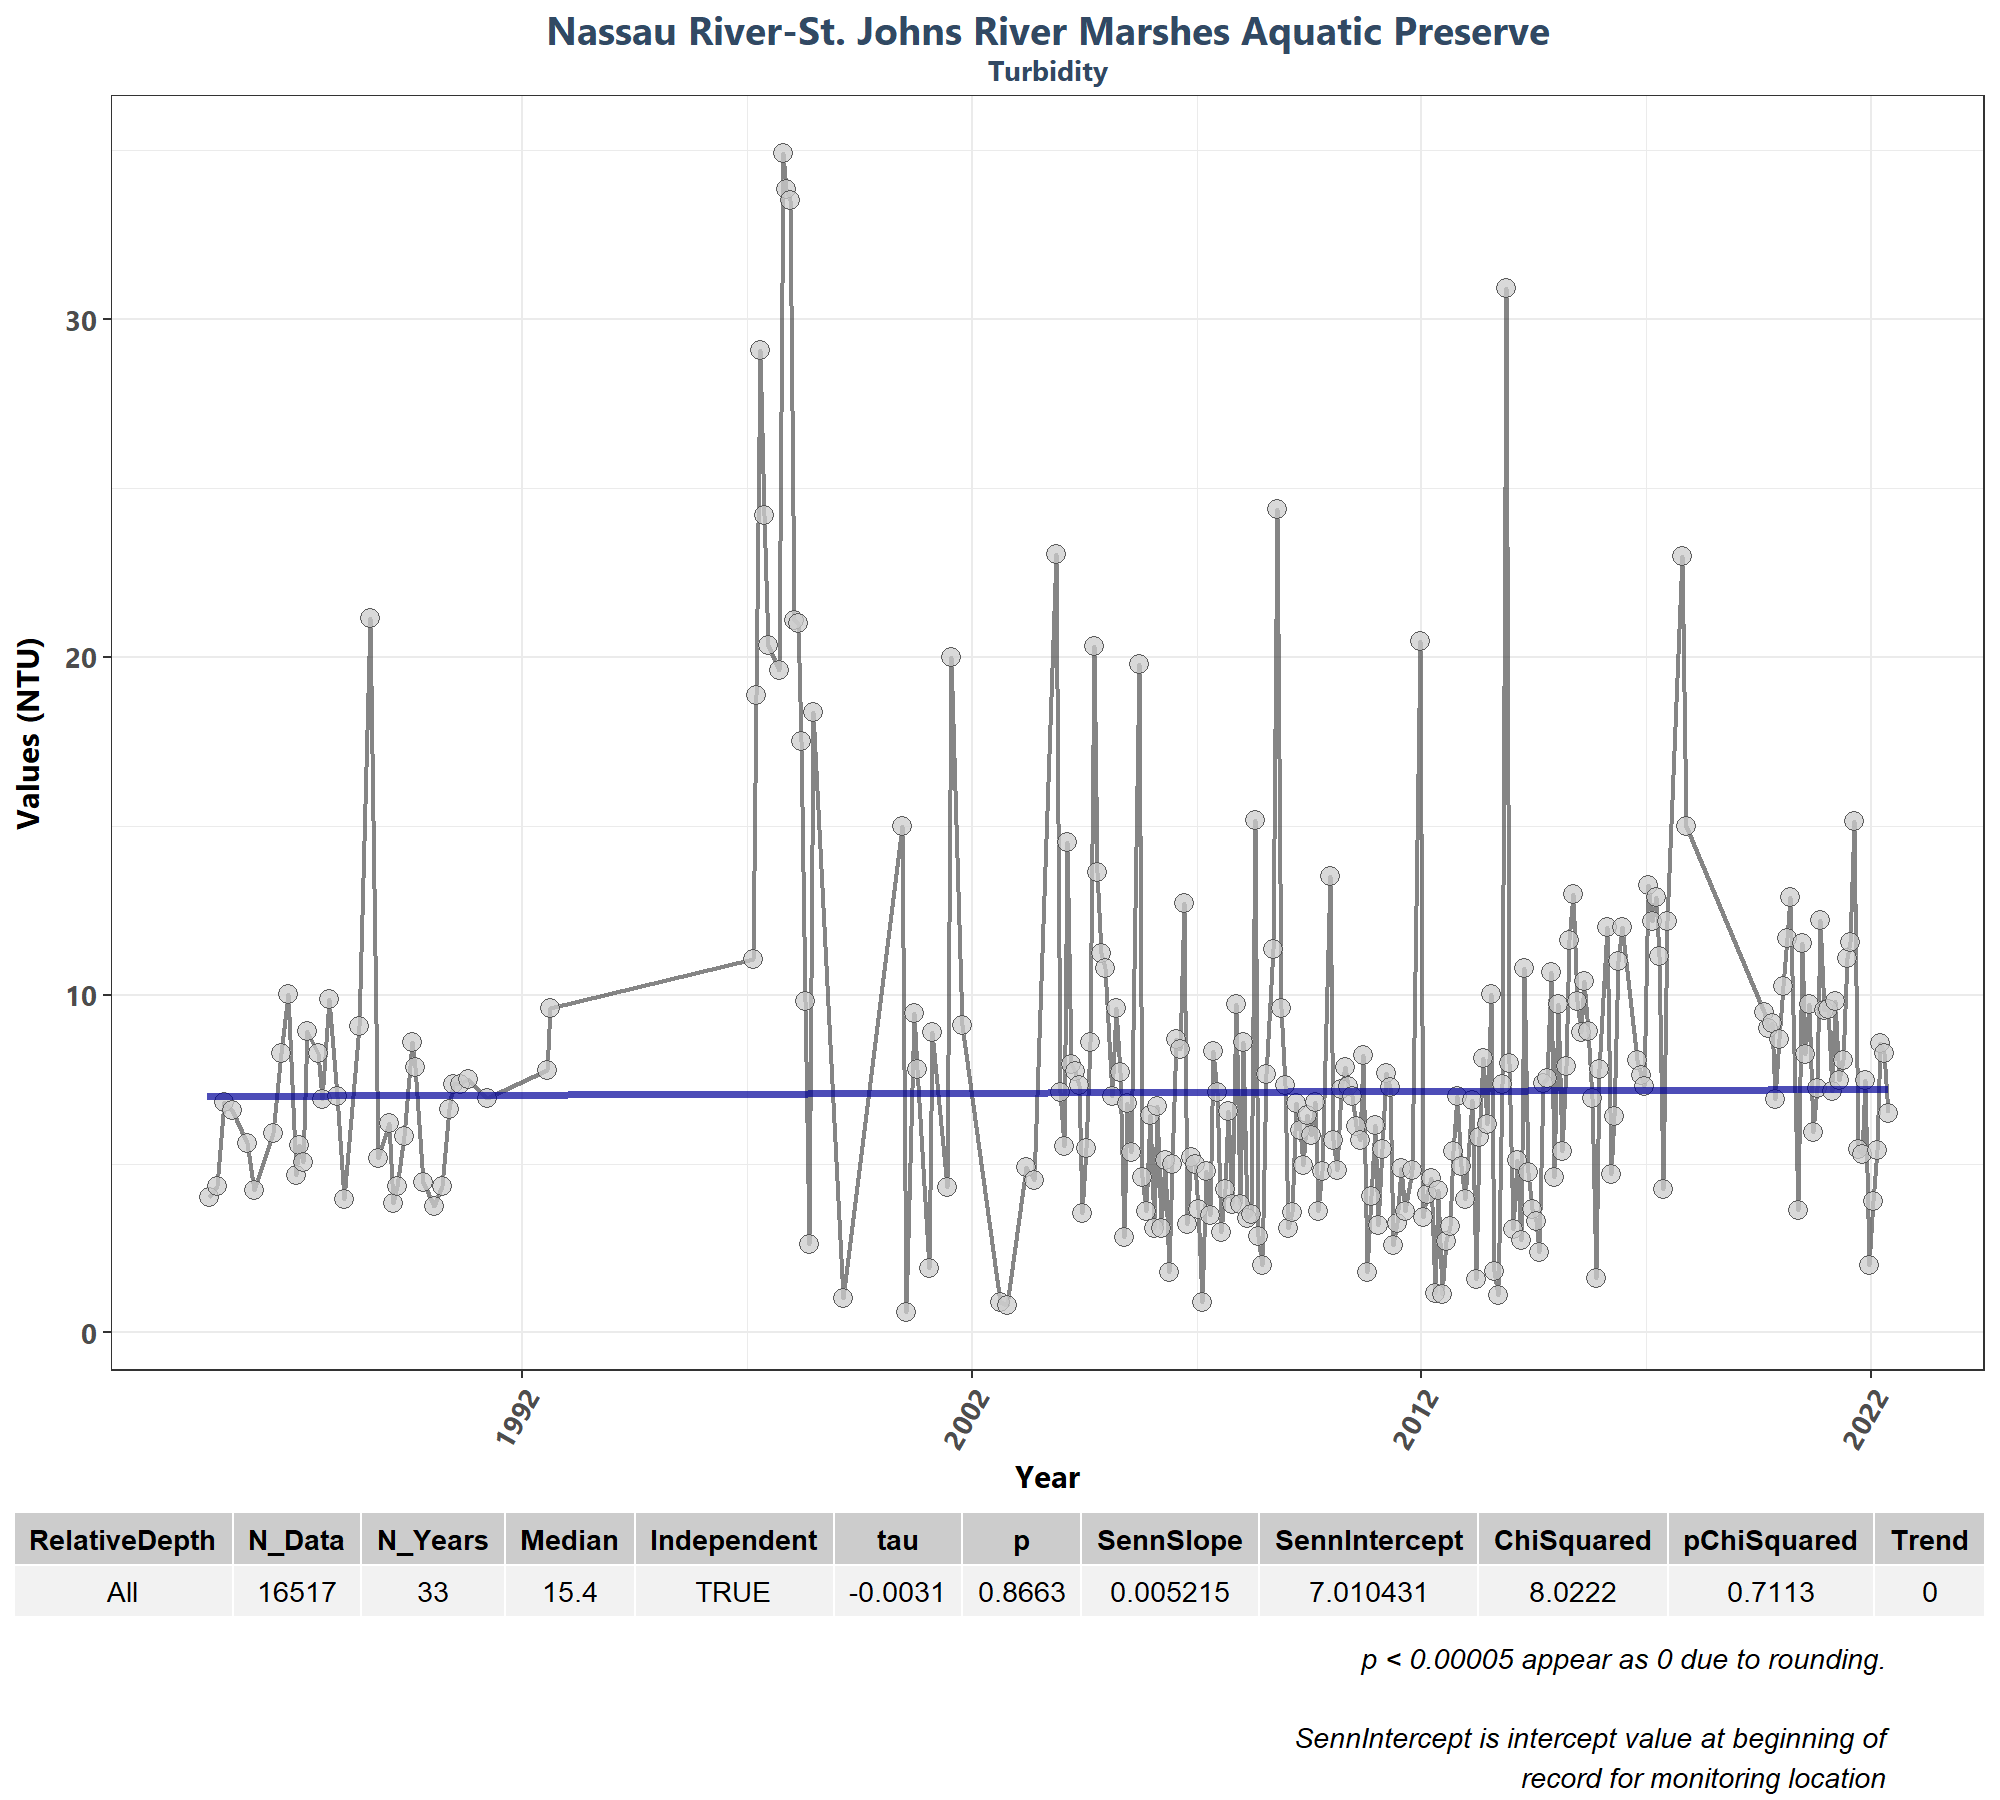 Nassau River-St. Johns River Marshes Aquatic Preserve
Turbidity
Values (NTU)
30
20
10
0
1992 2002 2012 2022
Year
RelativeDepth N_Data N_Years Median Independent tau p SennSlope SennIntercept ChiSquared pChiSquared Trend
All 16517 33 15.4 TRUE -0.0031 0.8663 0.005215 7.010431 8.0222 0.7113 0
p < 0.00005 appear as 0 due to rounding.
SennIntercept is intercept value at beginning of
record for monitoring location